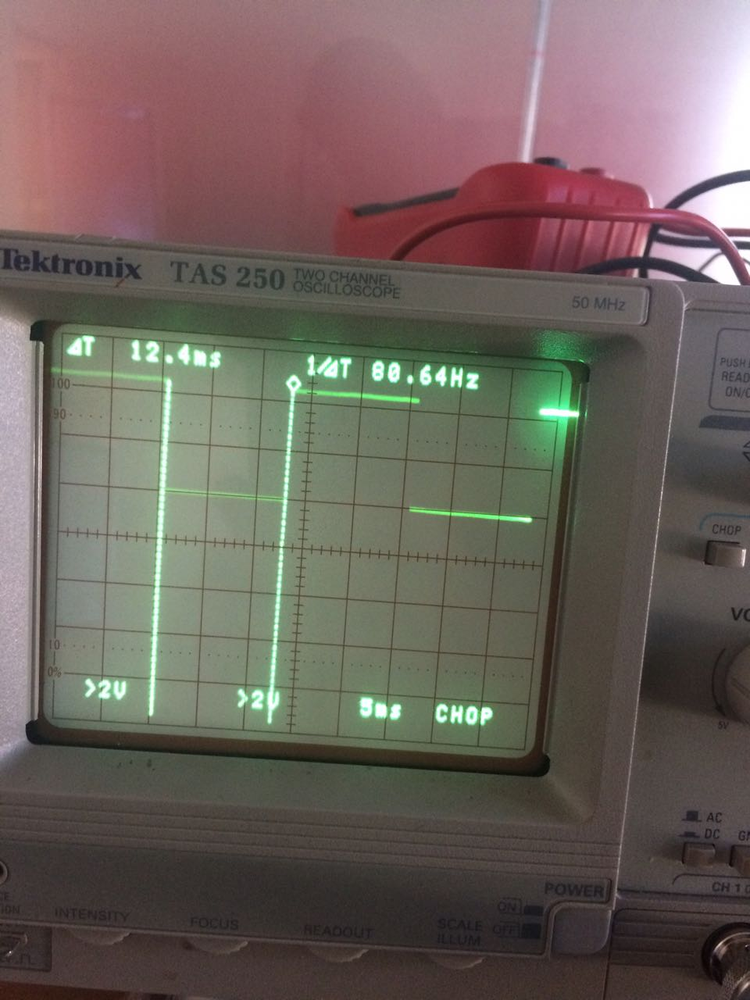 Tektronix TAS 250 TWO CHANNEL OSCILLOSCOPE
50 MHz
ΔT 12.4ms 1/ΔT 80.64Hz
100
90
10
0%
>2V >2V 5ms CHOP
PUSH
READ
ON/O
CHOP
VO
5V
AC
DC
CH 1 O
POWER
ON
OFF
INTENSITY
FOCUS
READOUT
SCALE ILLUM